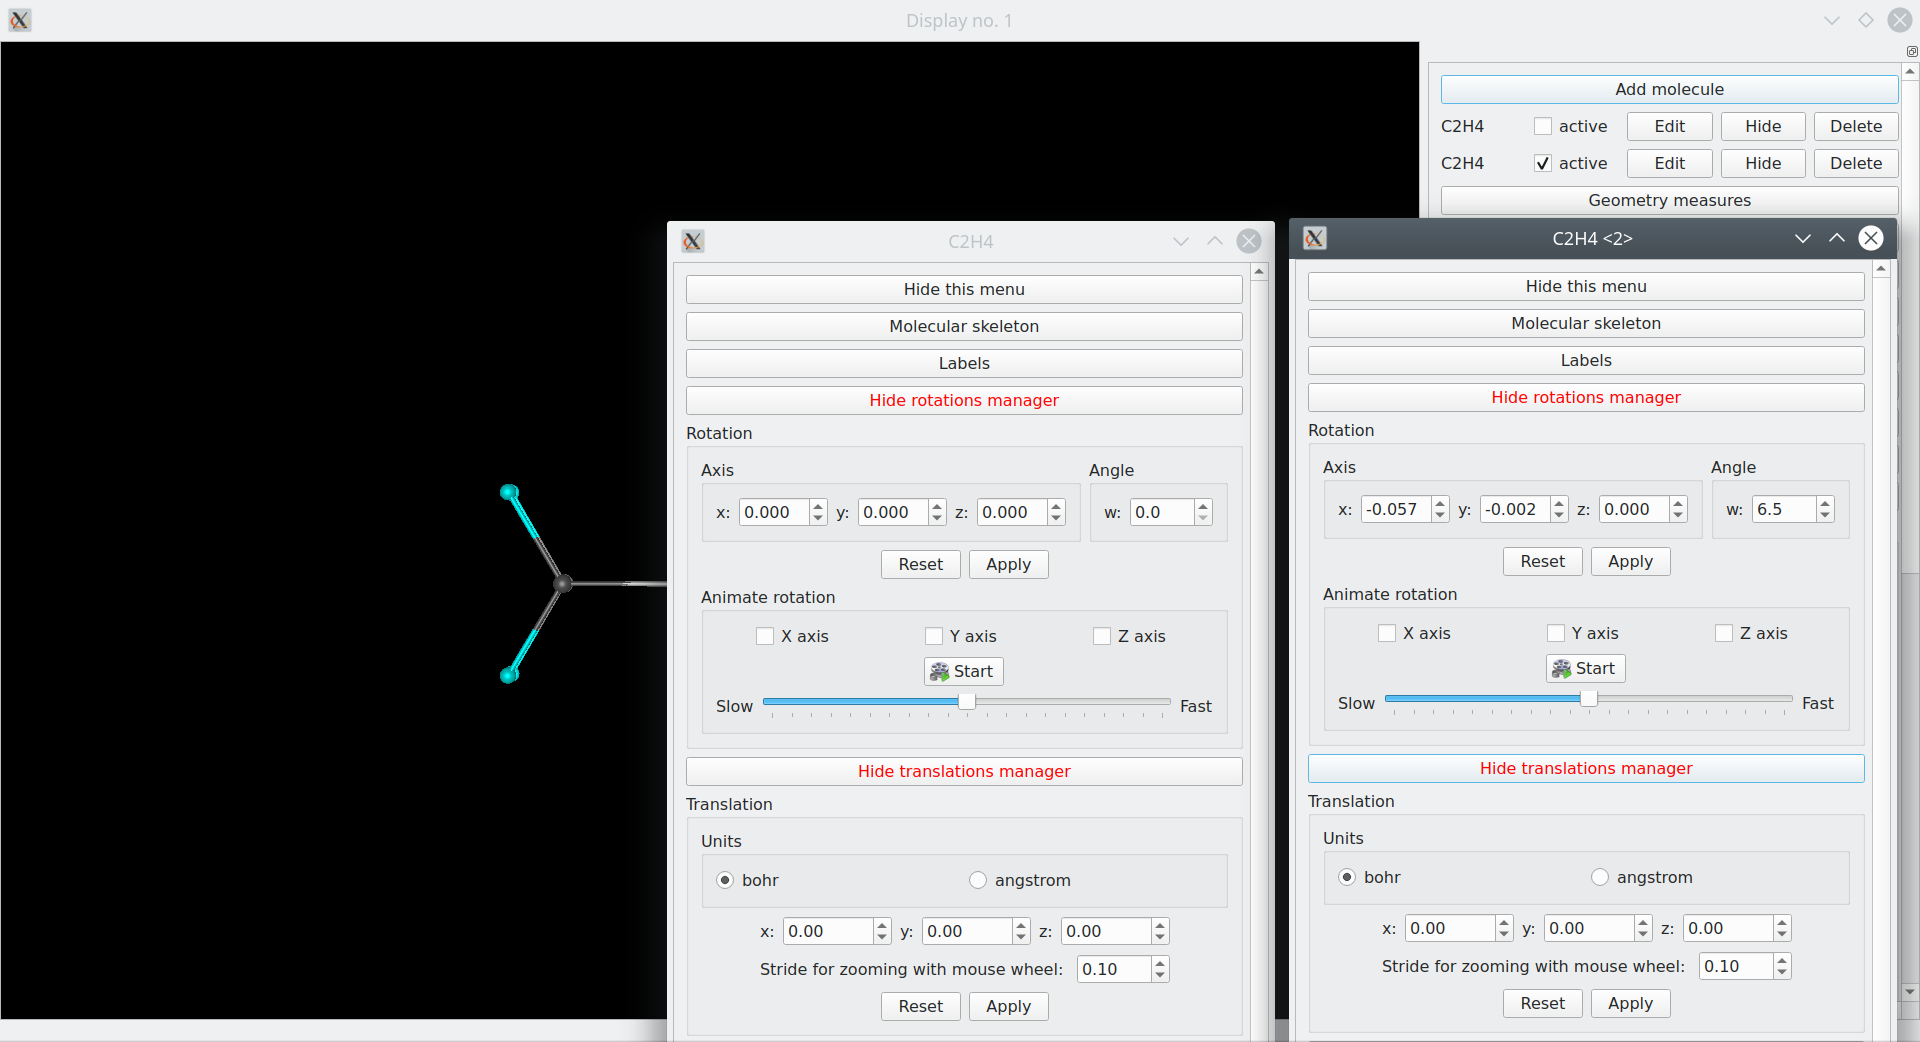 Display no. 1
Add molecule
C2H4 active Edit Hide Delete
C2H4 active Edit Hide Delete
Geometry measures
C2H4
Hide this menu
Molecular skeleton
Labels
Hide rotations manager
Rotation
Axis Angle
x: 0.000 y: 0.000 z: 0.000 w: 0.0
Reset Apply
Animate rotation
X axis Y axis Z axis
Start
Slow Fast
Hide translations manager
Translation
Units
bohr angstrom
x: 0.00 y: 0.00 z: 0.00
Stride for zooming with mouse wheel: 0.10
Reset Apply
C2H4 <2>
Hide this menu
Molecular skeleton
Labels
Hide rotations manager
Rotation
Axis Angle
x: -0.057 y: -0.002 z: 0.000 w: 6.5
Reset Apply
Animate rotation
X axis Y axis Z axis
Start
Slow Fast
Hide translations manager
Translation
Units
bohr angstrom
x: 0.00 y: 0.00 z: 0.00
Stride for zooming with mouse wheel: 0.10
Reset Apply